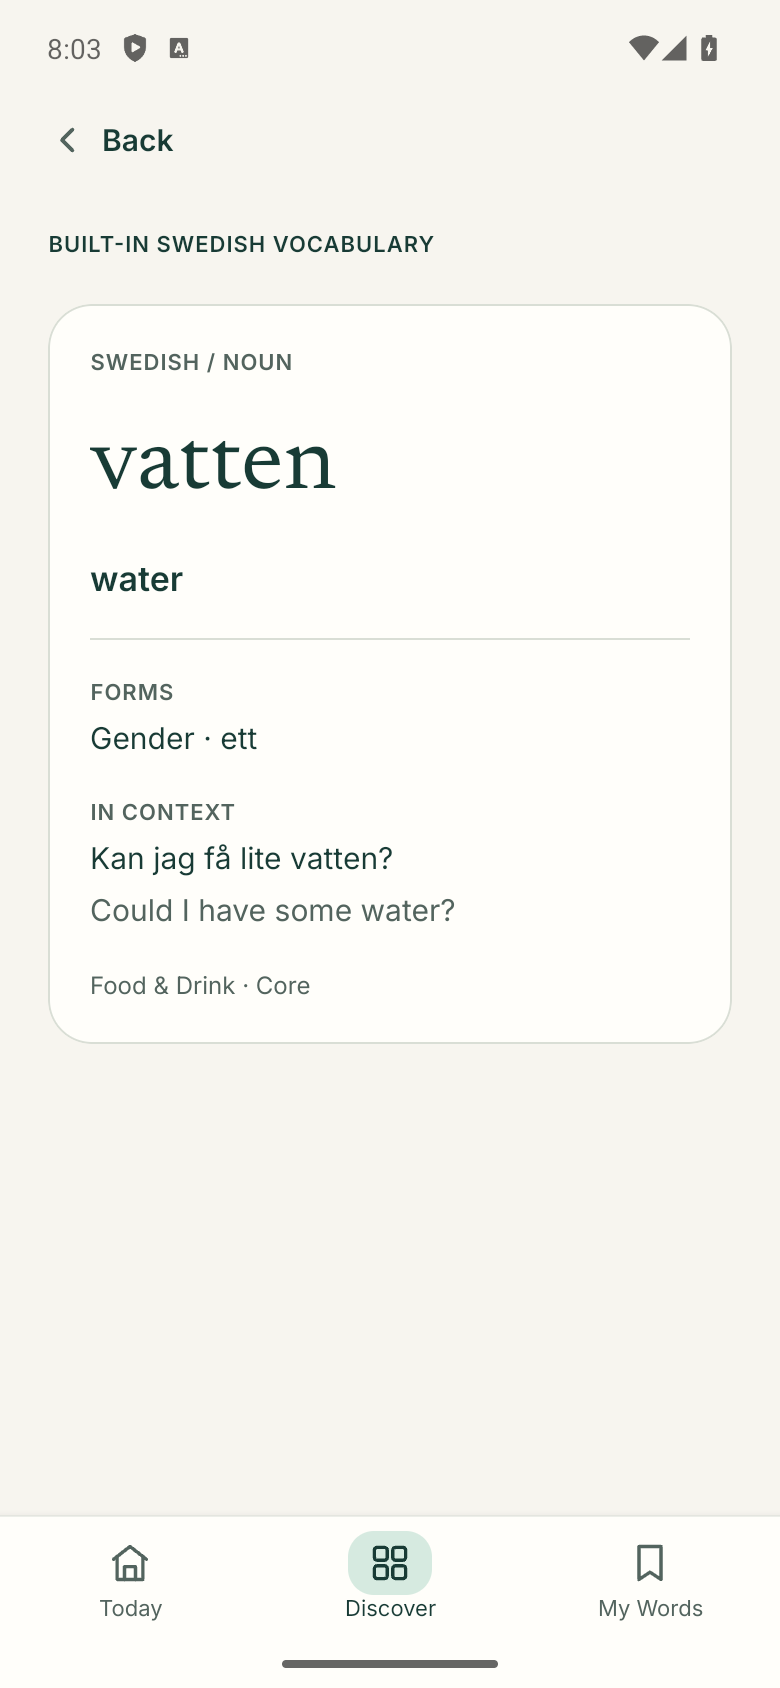 8:03
Back
BUILT-IN SWEDISH VOCABULARY
SWEDISH / NOUN
vatten
water
FORMS
Gender · ett
IN CONTEXT
Kan jag få lite vatten?
Could I have some water?
Food & Drink · Core
Today
Discover
My Words